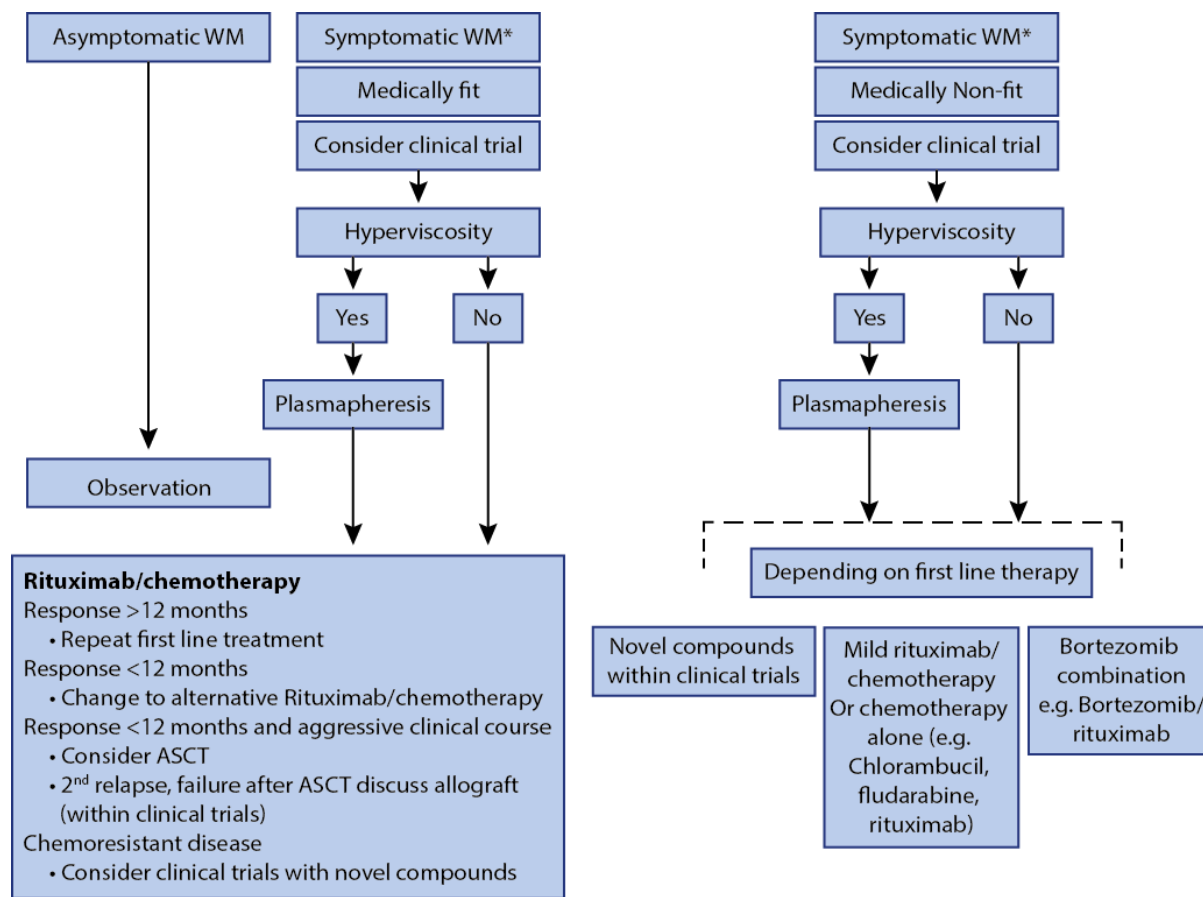 Asymptomatic WM
Observation
Symptomatic WM*
Medically fit
Consider clinical trial
Hyperviscosity
Yes
No
Plasmapheresis
Rituximab/chemotherapy
Response >12 months
• Repeat first line treatment
Response <12 months
• Change to alternative Rituximab/chemotherapy
Response <12 months and aggressive clinical course
• Consider ASCT
• 2nd relapse, failure after ASCT discuss allograft
(within clinical trials)
Chemoresistant disease
• Consider clinical trials with novel compounds
Symptomatic WM*
Medically Non-fit
Consider clinical trial
Hyperviscosity
Yes
No
Plasmapheresis
Depending on first line therapy
Novel compounds
within clinical trials
Mild rituximab/
chemotherapy
Or chemotherapy
alone (e.g.
Chlorambucil,
fludarabine,
rituximab)
Bortezomib
combination
e.g. Bortezomib/
rituximab